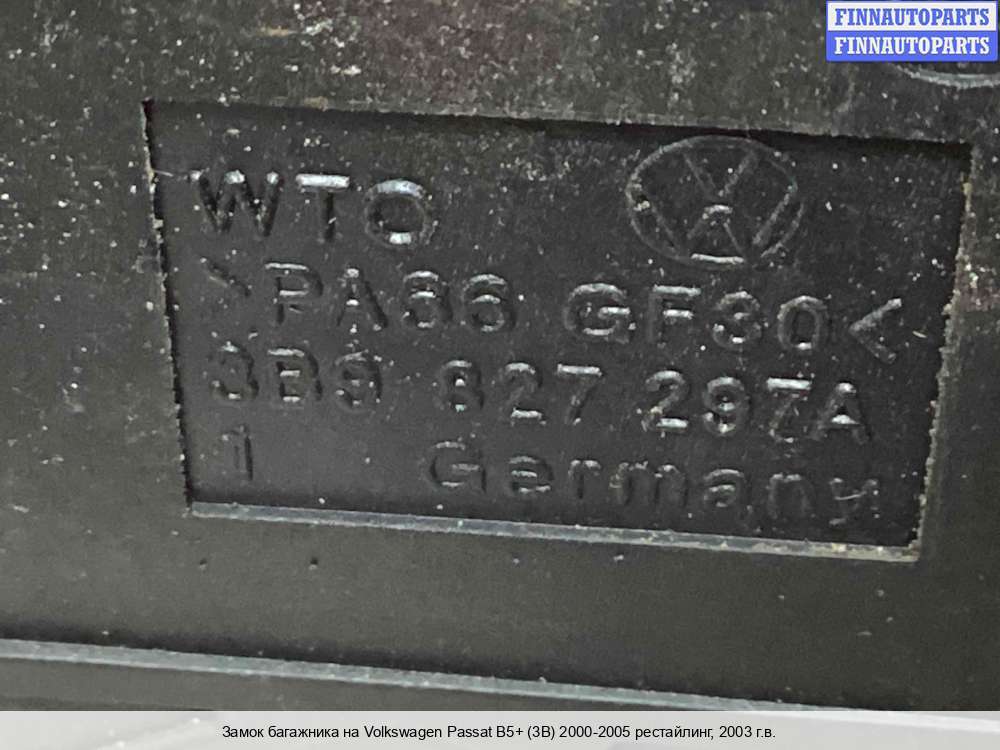 FINNAUTOPARTS
FINNAUTOPARTS
WTO
>PA66 GF30<
3B9 827 297A
1 Germany
Замок багажника на Volkswagen Passat B5+ (3B) 2000-2005 рестайлинг, 2003 г.в.